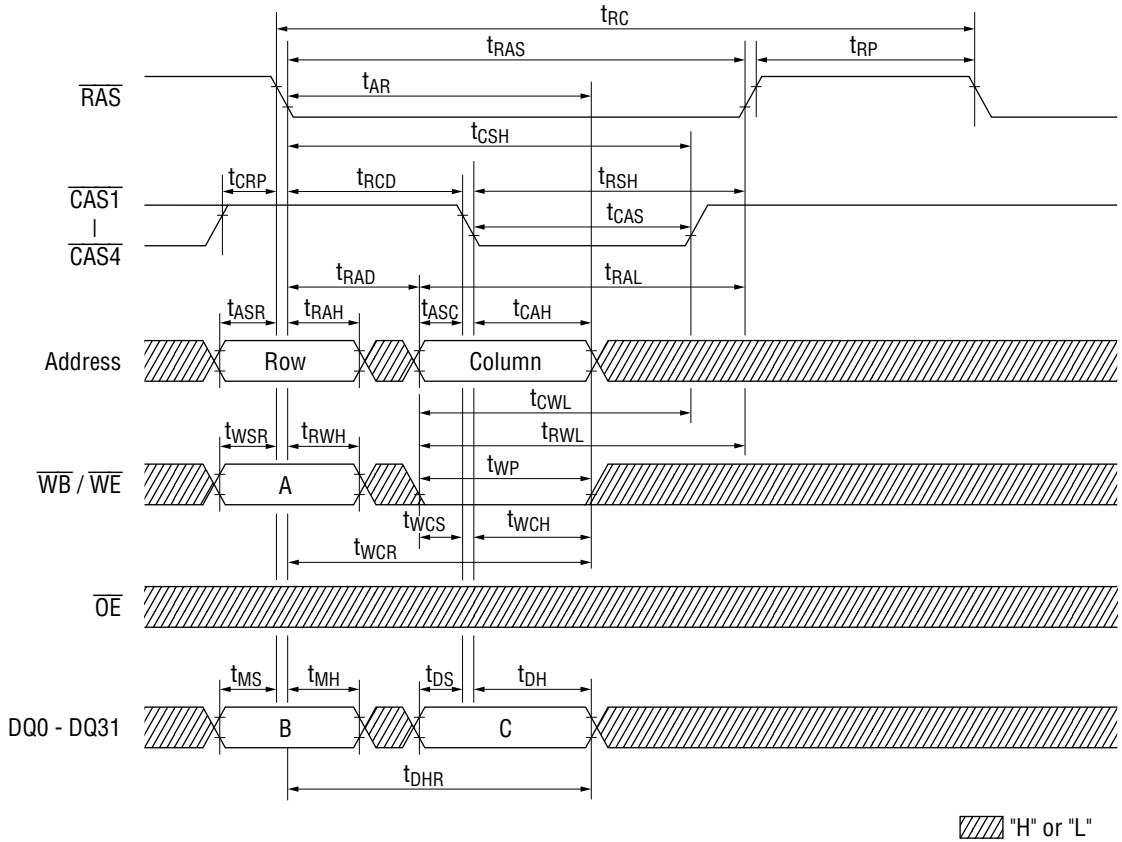 tRC
tRAS
tRP
tAR
RAS
tCSH
tCRP
tRCD
tRSH
CAS1
tCAS
CAS4
tRAD
tRAL
tASR
tRAH
tASC
tCAH
Address
Row
Column
tCWL
tWSR
tRWH
tRWL
tWP
WB / WE
A
tWCS
tWCH
tWCR
OE
tMS
tMH
tDS
tDH
DQ0 - DQ31
B
C
tDHR
"H" or "L"